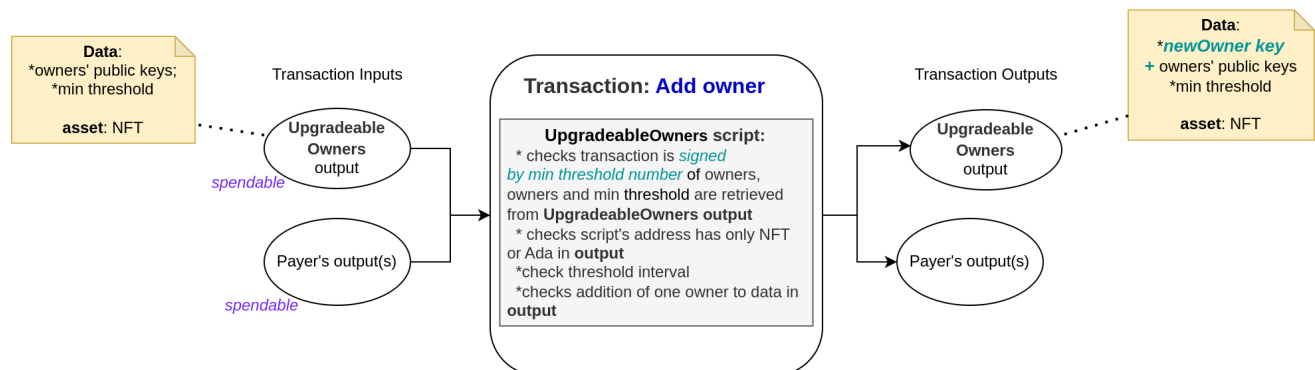 Data:
*owners' public keys;
*min threshold
asset: NFT
Transaction Inputs
Upgradeable
Owners
output
spendable
Payer's output(s)
spendable
Transaction: Add owner
UpgradeableOwners script:
* checks transaction is signed
by min threshold number of owners,
owners and min threshold are retrieved
from UpgradeableOwners output
* checks script's address has only NFT
or Ada in output
*check threshold interval
*checks addition of one owner to data in
output
Transaction Outputs
Upgradeable
Owners
output
Payer's output(s)
Data:
*newOwner key
+ owners' public keys
*min threshold
asset: NFT